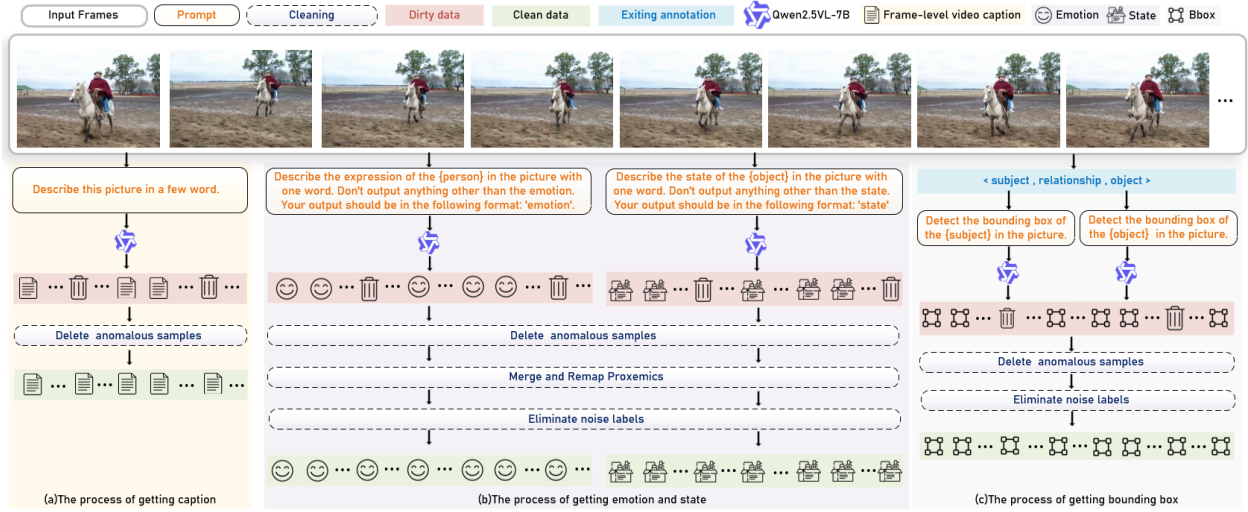 Input Frames
Prompt
Cleaning
Dirty data
Clean data
Exiting annotation
Qwen2.5VL-7B
Frame-level video caption
Emotion
State
Bbox
...
Describe this picture in a few word.
Delete anomalous samples
(a)The process of getting caption
Describe the expression of the {person} in the picture with
one word. Don't output anything other than the emotion.
Your output should be in the following format: 'emotion'.
Describe the state of the {object} in the picture with
one word. Don't output anything other than the state.
Your output should be in the following format: 'state'
Delete anomalous samples
Merge and Remap Proxemics
Eliminate noise labels
(b)The process of getting emotion and state
< subject , relationship , object >
Detect the bounding box of
the {subject} in the picture.
Detect the bounding box of
the {object} in the picture.
Delete anomalous samples
Eliminate noise labels
(c)The process of getting bounding box